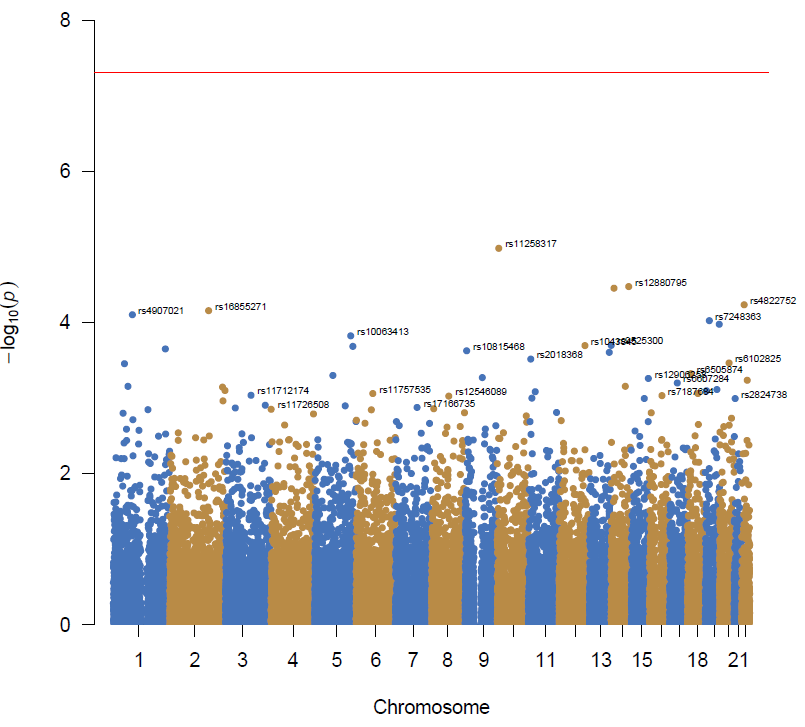 8
6
4
2
0
−log10(p)
rs11258317
rs12880795
rs4822752
rs16855271
rs4907021
rs7248363
rs10063413
rs10815468
rs2018368
rs6102825
rs6505874
rs11712174
rs11757535
rs12546089
rs2824738
rs11726508
rs17166735
1 2 3 4 5 6 7 8 9 11 13 15 18 21
Chromosome